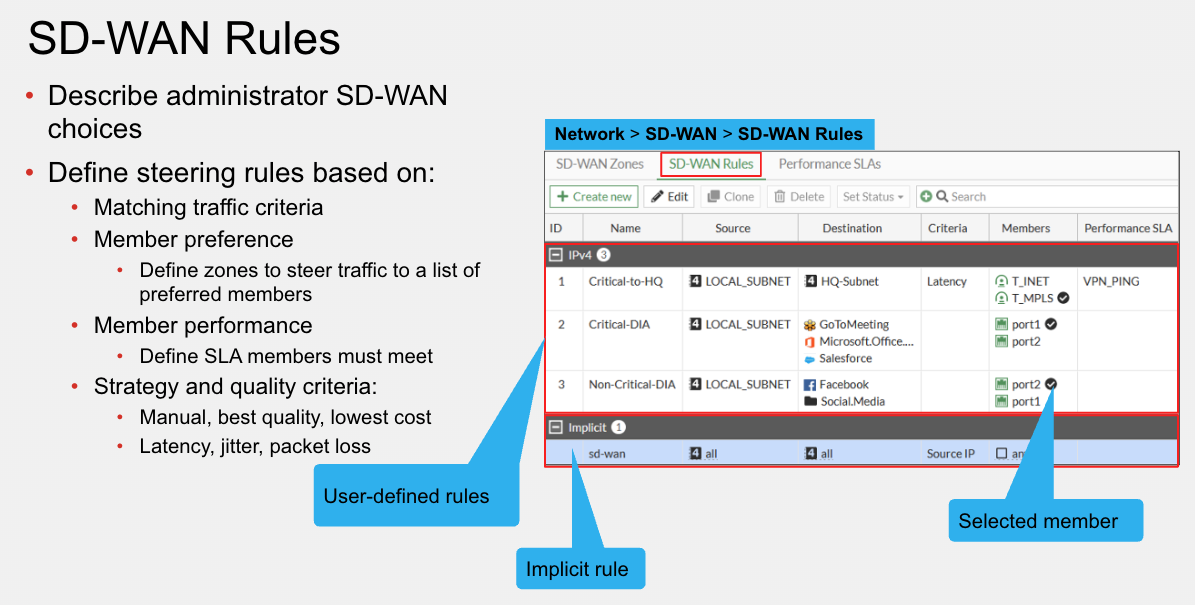 SD-WAN Rules
• Describe administrator SD-WAN
choices
• Define steering rules based on:
• Matching traffic criteria
• Member preference
• Define zones to steer traffic to a list of
preferred members
• Member performance
• Define SLA members must meet
• Strategy and quality criteria:
• Manual, best quality, lowest cost
• Latency, jitter, packet loss
Network > SD-WAN > SD-WAN Rules
SD-WAN Zones SD-WAN Rules Performance SLAs
+ Create new Edit Clone Delete Set Status Search
ID Name Source Destination Criteria Members Performance SLA
IPv4 3
1 Critical-to-HQ 4 LOCAL_SUBNET 4 HQ-Subnet Latency T_INET VPN_PING
T_MPLS
2 Critical-DIA 4 LOCAL_SUBNET GoToMeeting port1
Microsoft.Office.... port2
Salesforce
3 Non-Critical-DIA 4 LOCAL_SUBNET Facebook port2
Social.Media port1
Implicit 1
sd-wan 4 all 4 all Source IP
User-defined rules
Selected member
Implicit rule